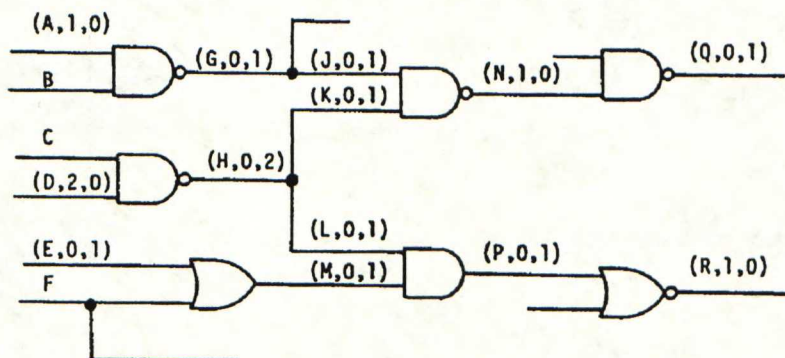 (A,1,0)
(G,0,1)
(J,0,1)
(Q,0,1)
B
(K,0,1)
(N,1,0)
C
(H,0,2)
(D,2,0)
(L,0,1)
(E,0,1)
(M,0,1)
(P,0,1)
(R,1,0)
F